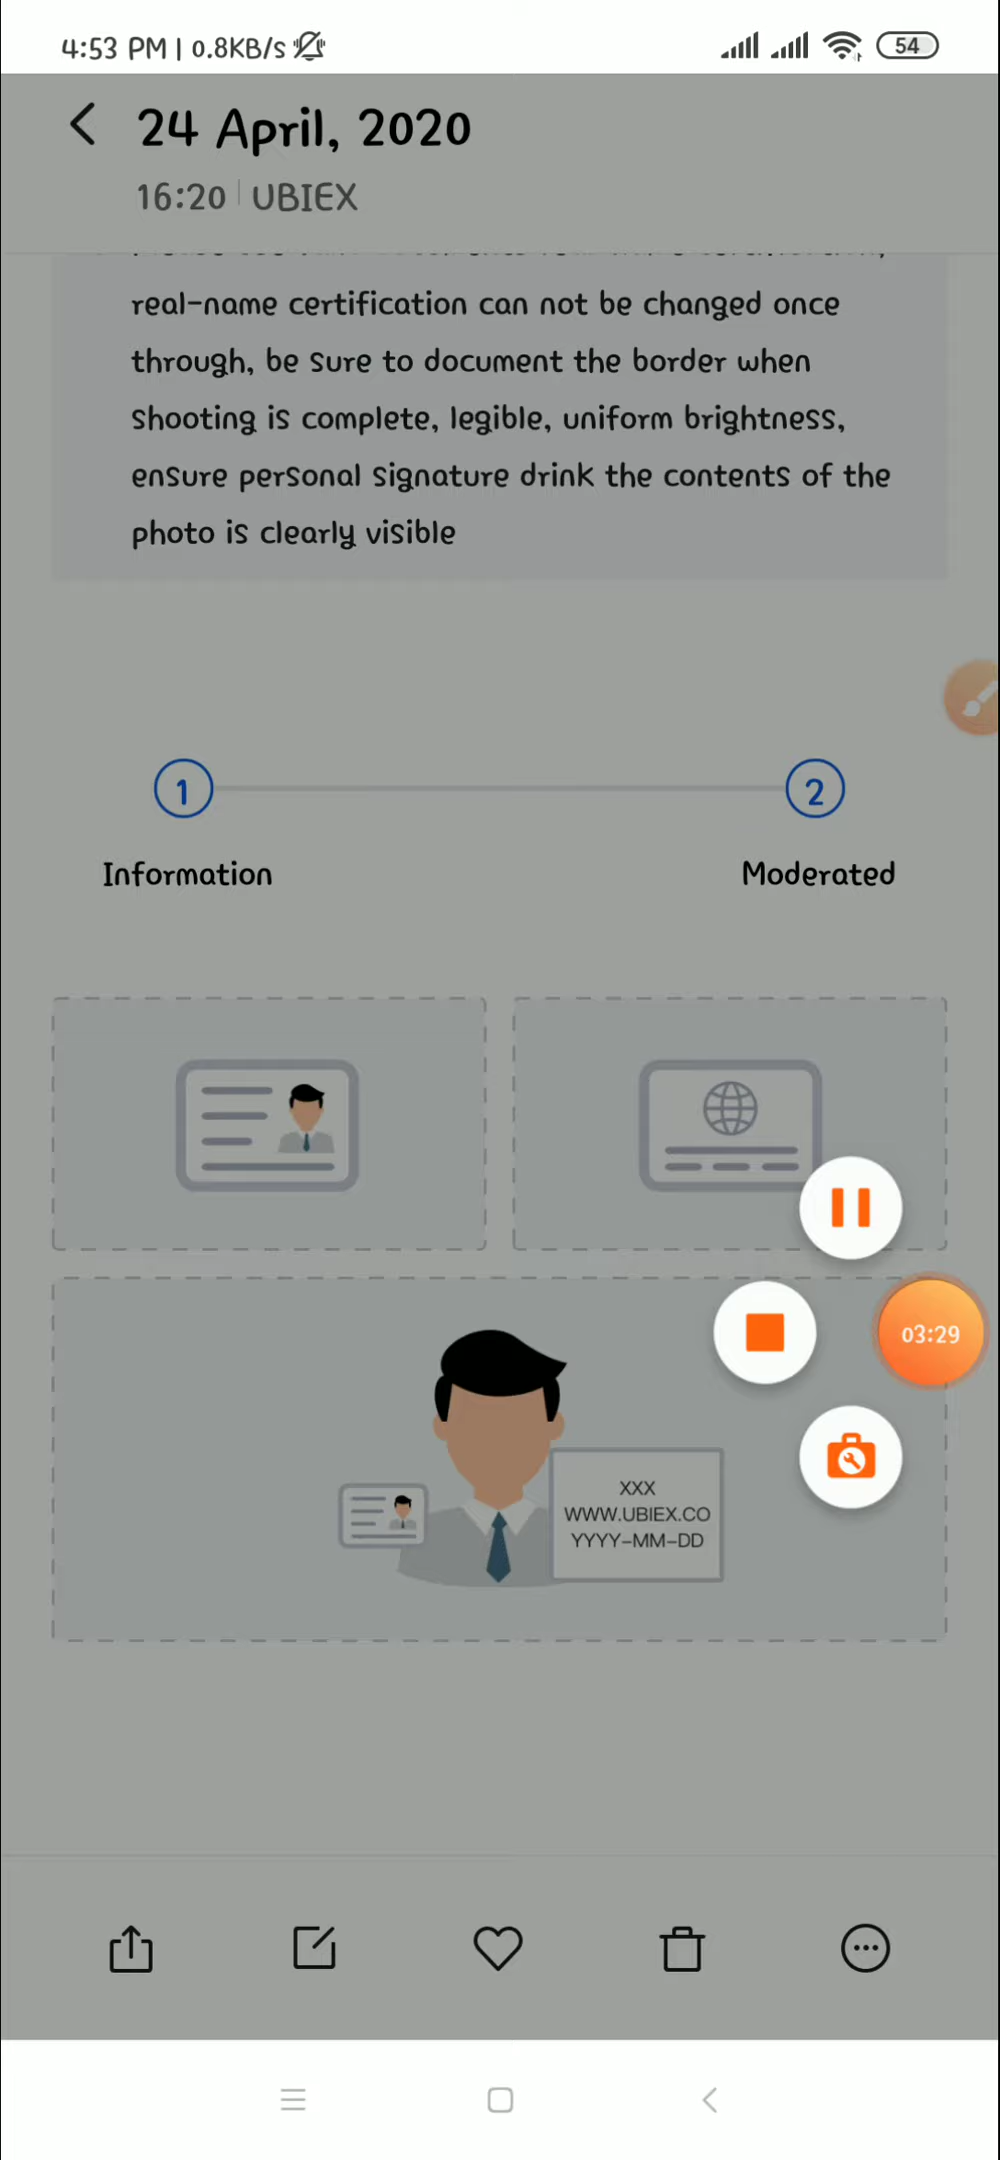 4:53 PM | 0.8KB/s
54
24 April, 2020
16:20 | UBIEX
real-name certification can not be changed once
through, be sure to document the border when
shooting is complete, legible, uniform brightness,
ensure personal signature drink the contents of the
photo is clearly visible
1
2
Information
Moderated
03:29
XXX
WWW.UBIEX.CO
YYYY-MM-DD